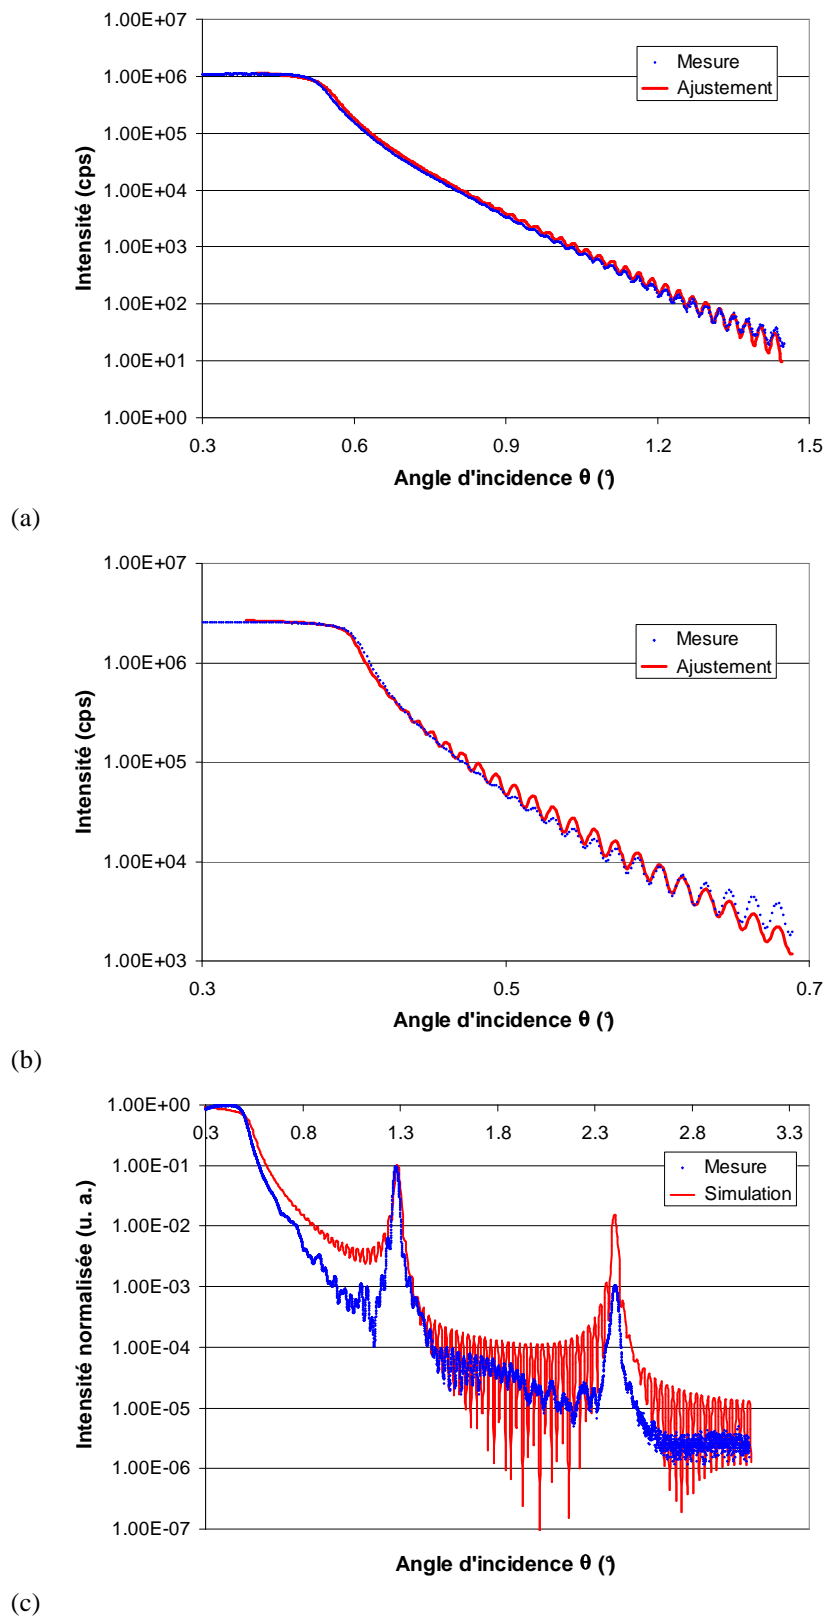 1.00E+07
1.00E+06
1.00E+05
1.00E+04
1.00E+03
1.00E+02
1.00E+01
1.00E+00
0.3 0.6 0.9 1.2 1.5
Angle d'incidence θ (°)
Intensité (cps)
Mesure
Ajustement
(a)
1.00E+07
1.00E+06
1.00E+05
1.00E+04
1.00E+03
0.3 0.5 0.7
Angle d'incidence θ (°)
Intensité (cps)
Mesure
Ajustement
(b)
1.00E+00
1.00E-01
1.00E-02
1.00E-03
1.00E-04
1.00E-05
1.00E-06
1.00E-07
0.3 0.8 1.3 1.8 2.3 2.8 3.3
Angle d'incidence θ (°)
Intensité normalisée (u. a.)
Mesure
Simulation
(c)